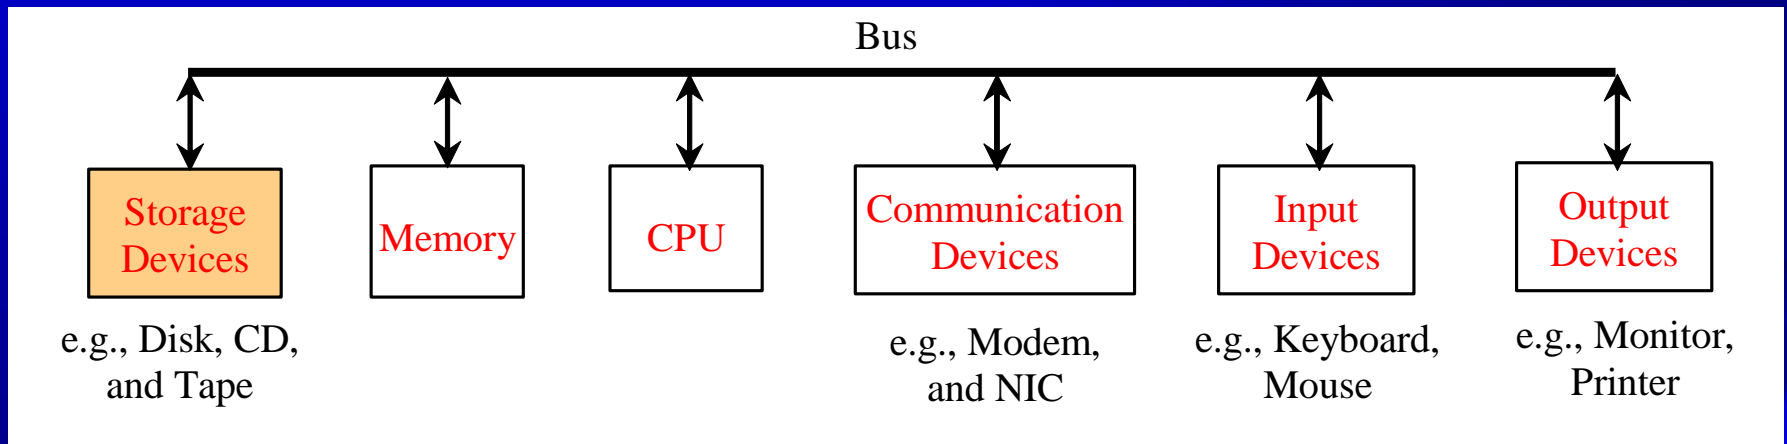 Bus
Storage
Devices
Memory
CPU
Communication
Devices
Input
Devices
Output
Devices
e.g., Disk, CD,
and Tape
e.g., Modem,
and NIC
e.g., Keyboard,
Mouse
e.g., Monitor,
Printer